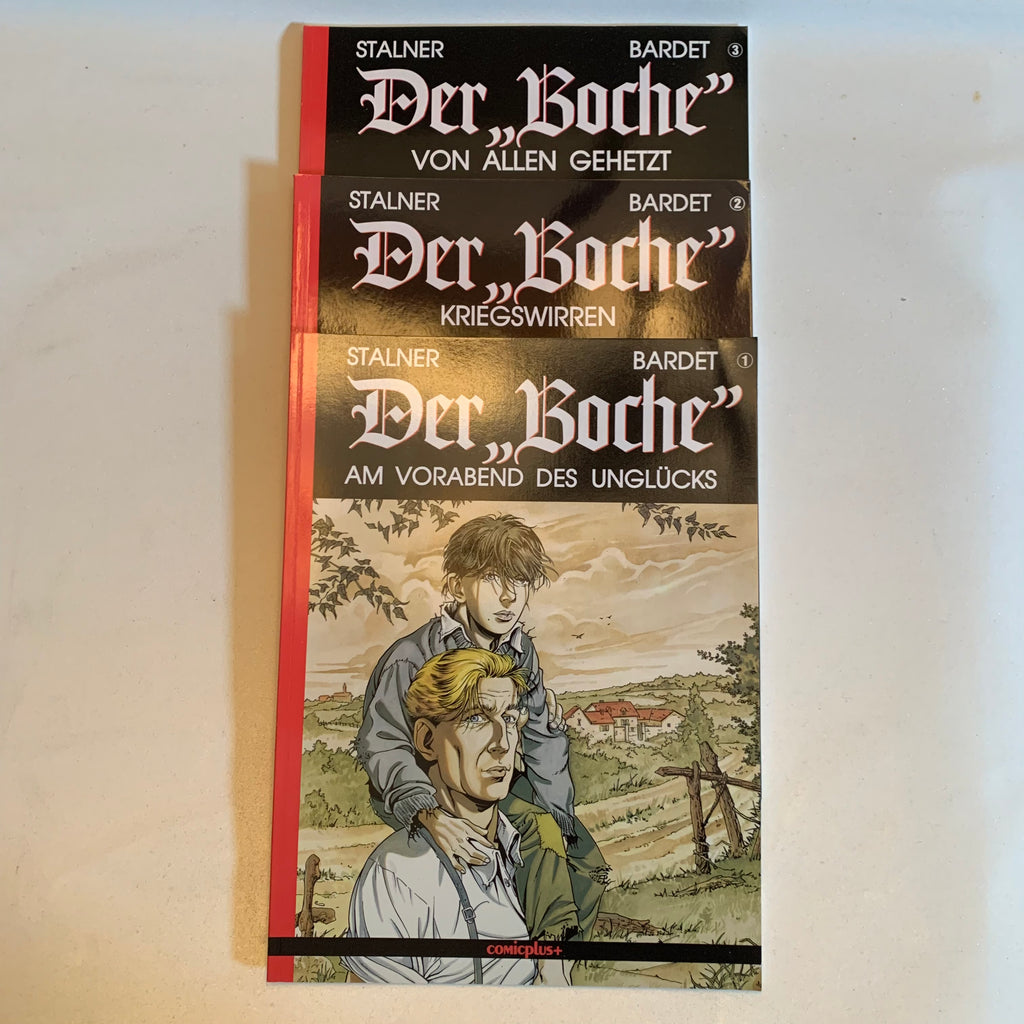 STALNER BARDET 3
Der „Boche”
VON ALLEN GEHETZT
STALNER BARDET 2
Der „Boche”
KRIEGSWIRREN
STALNER BARDET 1
Der „Boche”
AM VORABEND DES UNGLÜCKS
comicplus+